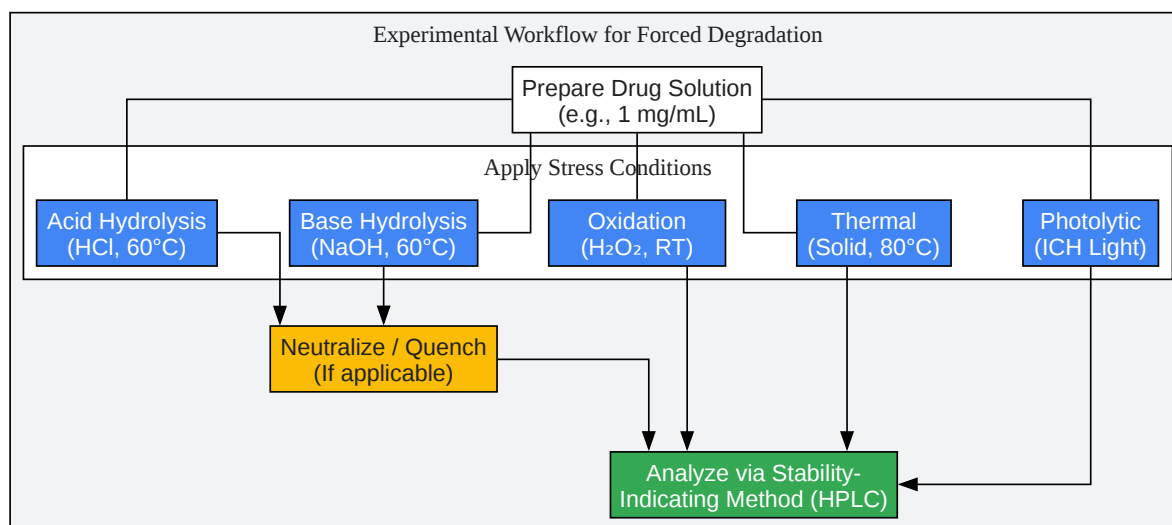 Experimental Workflow for Forced Degradation
Prepare Drug Solution
(e.g., 1 mg/mL)
Apply Stress Conditions
Acid Hydrolysis
(HCl, 60°C)
Base Hydrolysis
(NaOH, 60°C)
Oxidation
(H₂O₂, RT)
Thermal
(Solid, 80°C)
Photolytic
(ICH Light)
Neutralize / Quench
(If applicable)
Analyze via Stability-
Indicating Method (HPLC)